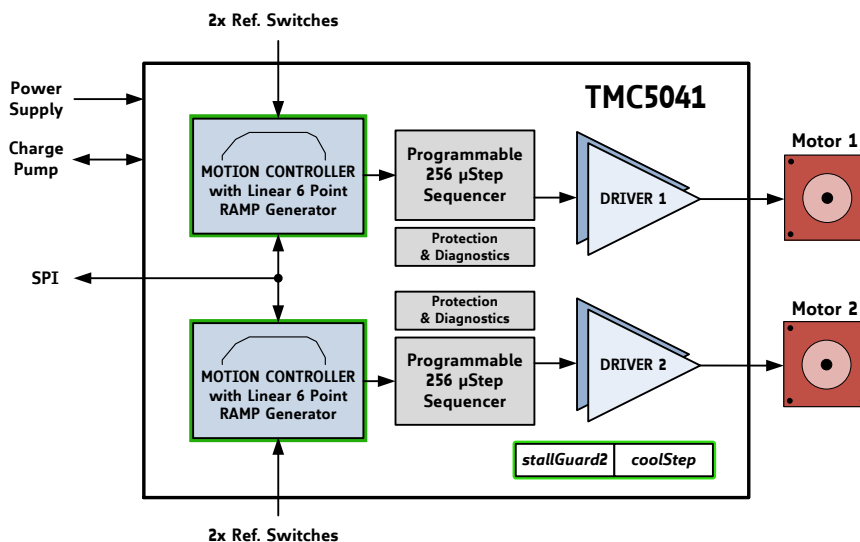 2x Ref. Switches
TMC5041
Power
Supply
Charge
Pump
MOTION CONTROLLER
with Linear 6 Point
RAMP Generator
Programmable
256 µStep
Sequencer
DRIVER 1
Motor 1
Protection
& Diagnostics
SPI
Protection
& Diagnostics
MOTION CONTROLLER
with Linear 6 Point
RAMP Generator
Programmable
256 µStep
Sequencer
DRIVER 2
Motor 2
stallGuard2 coolStep
2x Ref. Switches